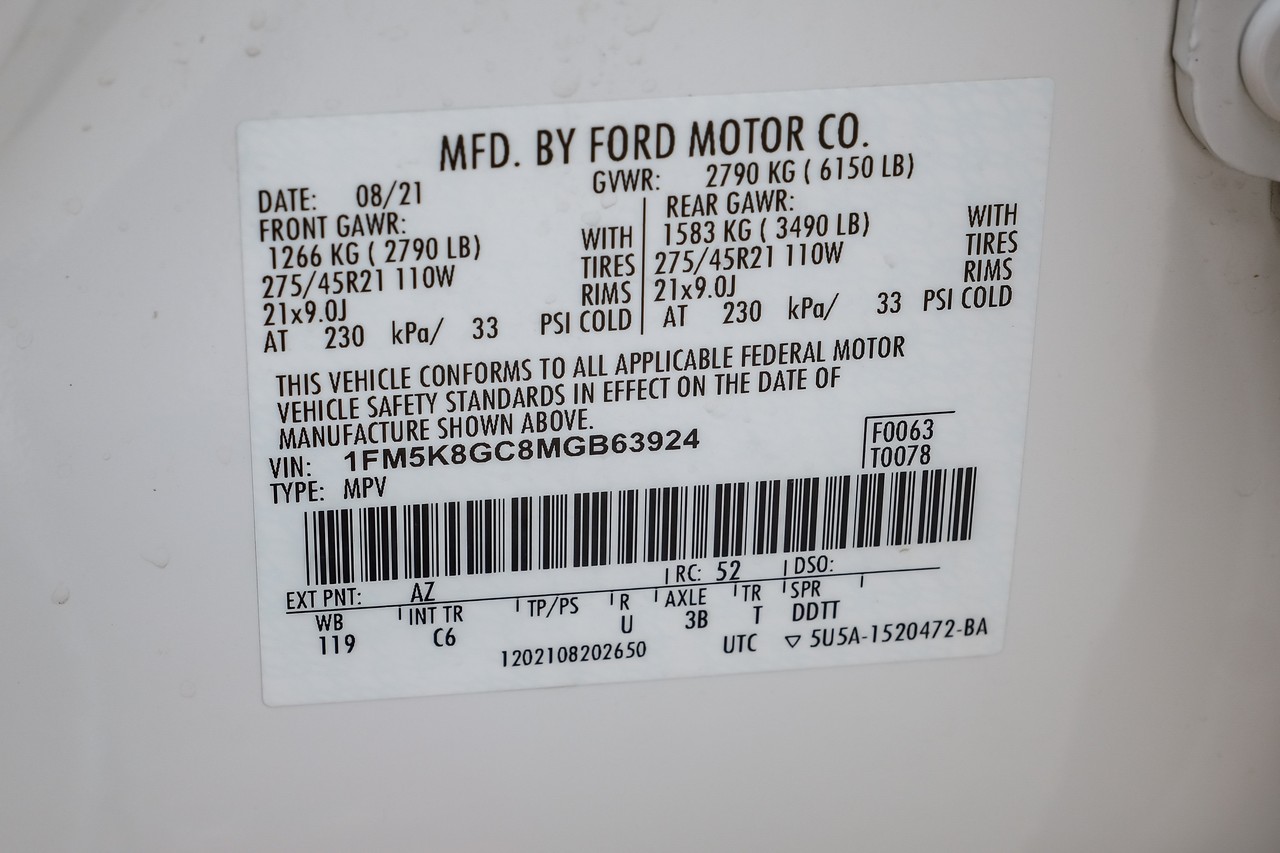 MFD. BY FORD MOTOR CO.
DATE: 08/21 GVWR: 2790 KG ( 6150 LB)
FRONT GAWR: REAR GAWR:
1266 KG ( 2790 LB) WITH 1583 KG ( 3490 LB) WITH
275/45R21 110W TIRES 275/45R21 110W TIRES
21x9.0J RIMS 21x9.0J RIMS
AT 230 kPa/ 33 PSI COLD AT 230 kPa/ 33 PSI COLD
THIS VEHICLE CONFORMS TO ALL APPLICABLE FEDERAL MOTOR
VEHICLE SAFETY STANDARDS IN EFFECT ON THE DATE OF
MANUFACTURE SHOWN ABOVE.
VIN: 1FM5K8GC8MGB63924 F0063
TYPE: MPV T0078
EXT PNT: AZ RC: 52 DSO:
WB INT TR TP/PS R AXLE TR SPR
119 C6 U 3B T DDTT
1202108202650 UTC ▽ 5U5A-1520472-BA